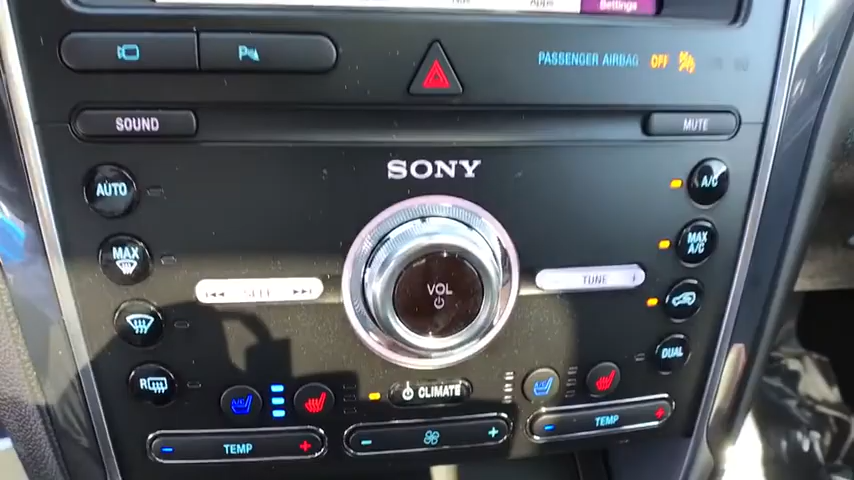 Settings
PASSENGER AIRBAG OFF
SOUND
MUTE
SONY
AUTO
A/C
MAX
MAX A/C
VOL
TUNE
R
DUAL
CLIMATE
TEMP
TEMP